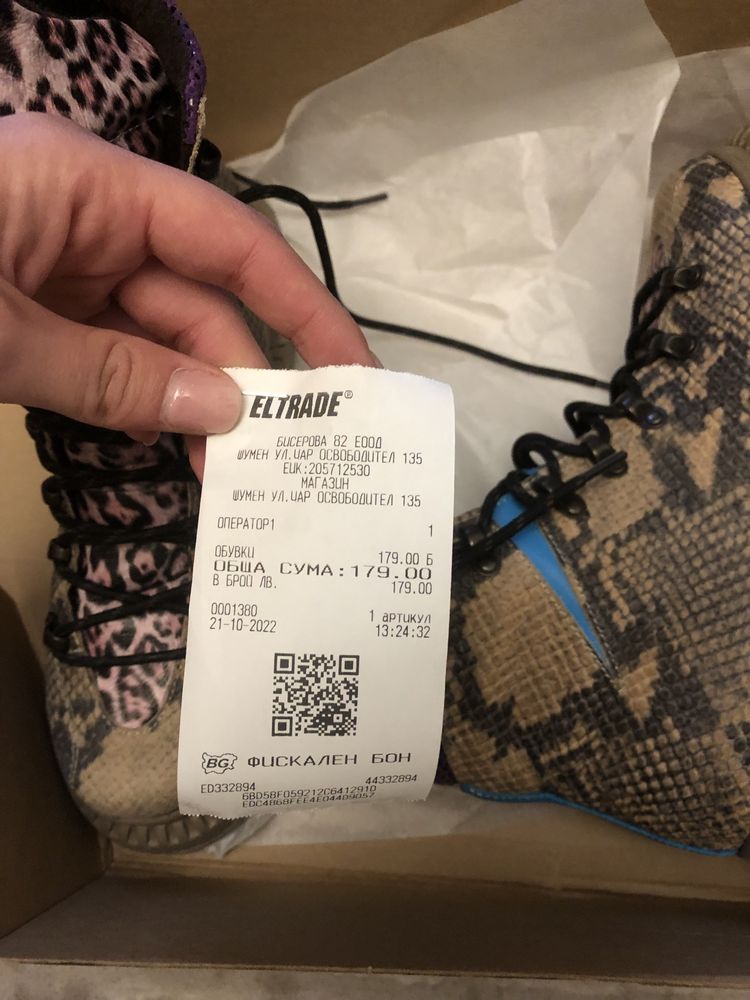 ELTRADE®
БИСЕРОВА 82 ЕООД
ШУМЕН УЛ.ЦАР ОСВОБОДИТЕЛ 135
ЕИК:205712530
МАГАЗИН
ШУМЕН УЛ.ЦАР ОСВОБОДИТЕЛ 135
ОПЕРАТОР1 1
ОБУВКИ 179.00 Б
ОБЩА СУМА:179.00
В БРОЙ ЛВ. 179.00
0001380 1 артикул
21-10-2022 13:24:32
BG ФИСКАЛЕН БОН
ED332894 44332894
6BD58F059212C6412910
EDC4868FEE4E04409057